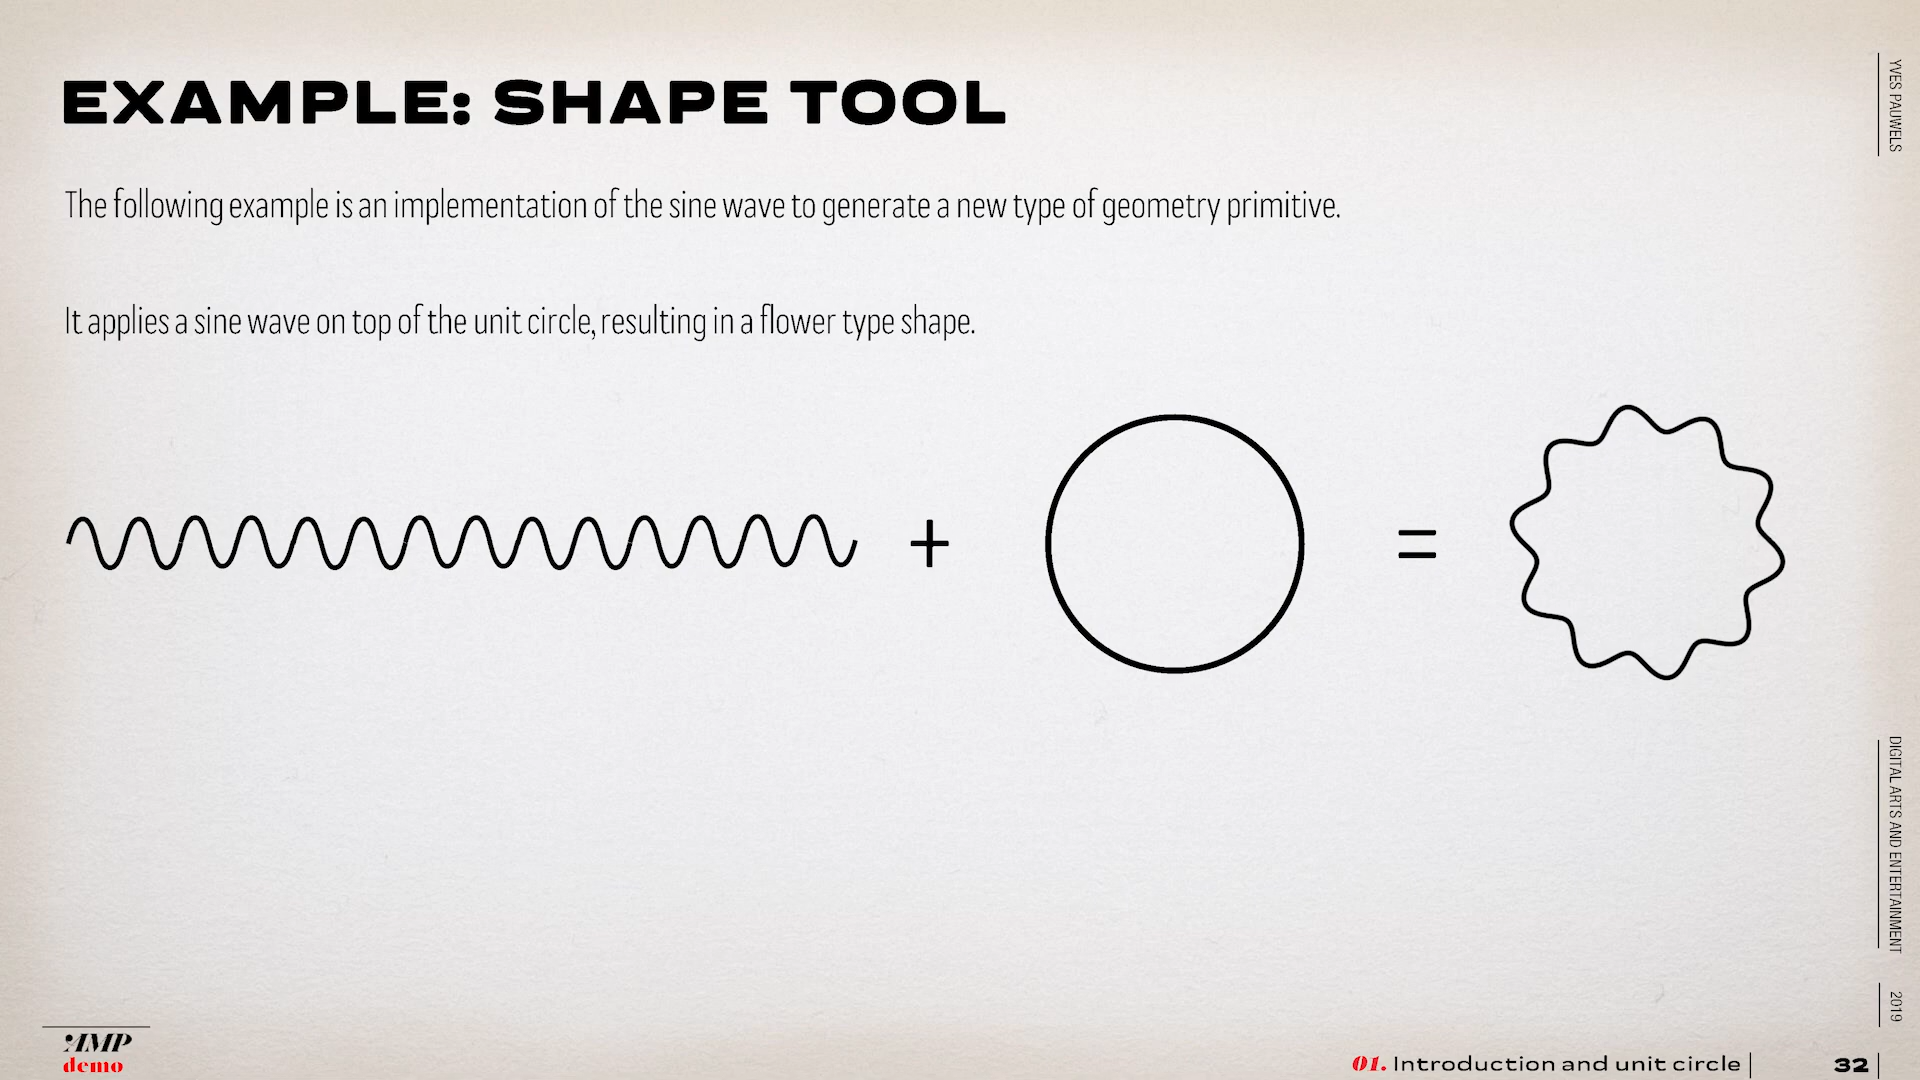 EXAMPLE: SHAPE TOOL
The following example is an implementation of the sine wave to generate a new type of geometry primitive.
It applies a sine wave on top of the unit circle, resulting in a flower type shape.
+
=
YVES PAUWELS
DIGITAL ARTS AND ENTERTAINMENT
2019
AMP
demo
01. Introduction and unit circle
32